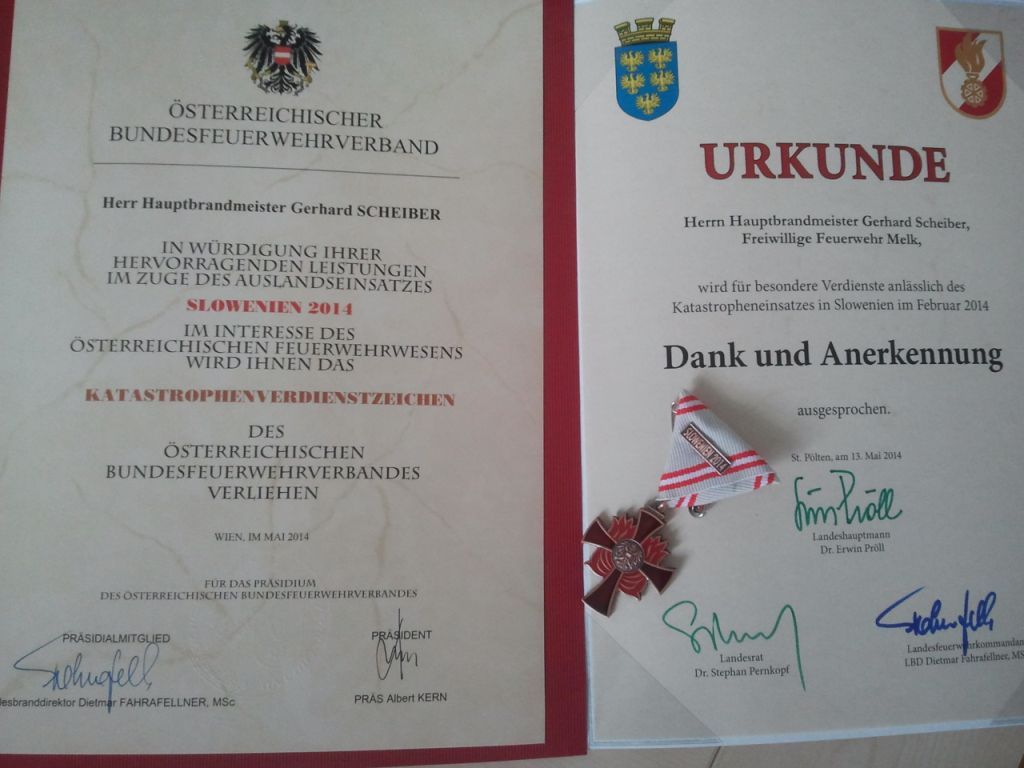 ÖSTERREICHISCHER
BUNDESFEUERWEHRVERBAND
Herr Hauptbrandmeister Gerhard SCHEIBER
IN WÜRDIGUNG IHRER
HERVORRAGENDEN LEISTUNGEN
IM ZUGE DES AUSLANDSEINSATZES
SLOWENIEN 2014
IM INTERESSE DES
ÖSTERREICHISCHEN FEUERWEHRWESENS
WIRD IHNEN DAS
KATASTROPHENVERDIENSTZEICHEN
DES
ÖSTERREICHISCHEN
BUNDESFEUERWEHRVERBANDES
VERLIEHEN
WIEN, IM MAI 2014
FÜR DAS PRÄSIDIUM
DES ÖSTERREICHISCHEN BUNDESFEUERWEHRVERBANDES
PRÄSIDIALMITGLIED
esbranddirektor Dietmar FAHRAFELLNER, MSc
PRÄSIDENT
PRÄS Albert KERN
URKUNDE
Herrn Hauptbrandmeister Gerhard Scheiber,
Freiwillige Feuerwehr Melk,
wird für besondere Verdienste anlässlich des
Katastropheneinsatzes in Slowenien im Februar 2014
Dank und Anerkennung
ausgesprochen.
SLOWENIEN 2014
St. Pölten, am 13. Mai 2014
Landeshauptmann
Dr. Erwin Pröll
Landesrat
Dr. Stephan Pernkopf
Landesfeuerwehrkommandan
LBD Dietmar Fahrafellner, MS